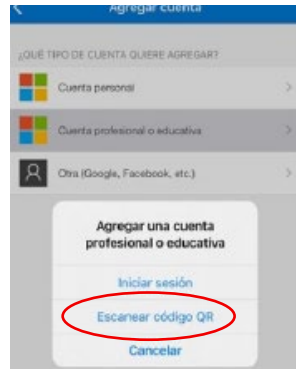 Agregar cuenta
¿QUÉ TIPO DE CUENTA QUIERE AGREGAR?
Cuenta personal
Cuenta profesional o educativa
Otra (Google, Facebook, etc.)
Agregar una cuenta
profesional o educativa
Iniciar sesión
Escanear código QR
Cancelar